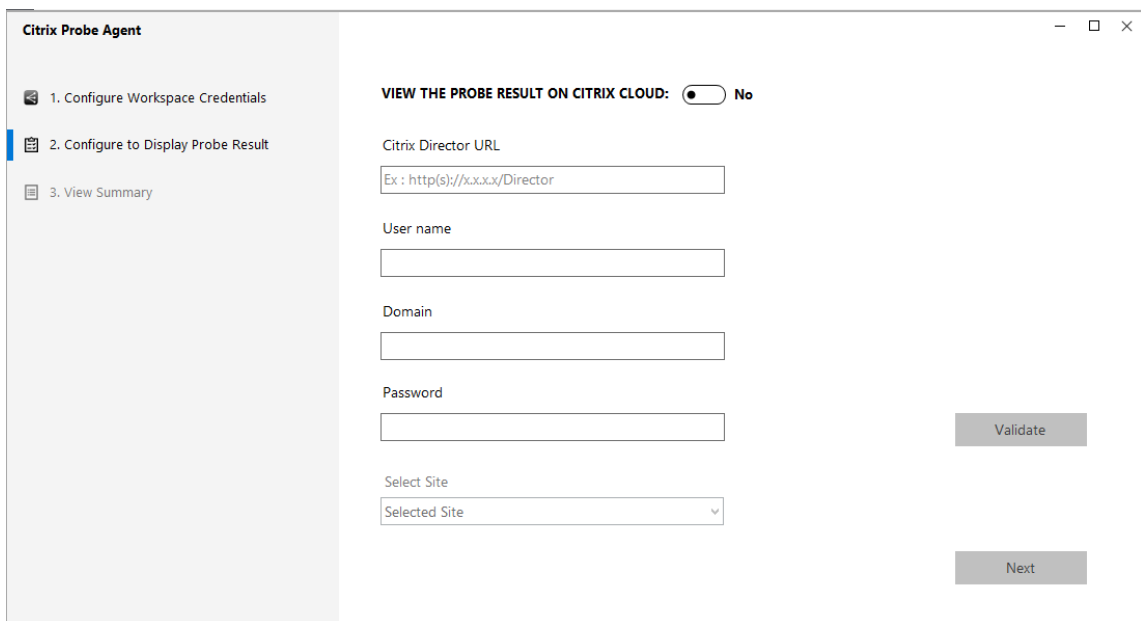 Citrix Probe Agent
1. Configure Workspace Credentials
2. Configure to Display Probe Result
3. View Summary
VIEW THE PROBE RESULT ON CITRIX CLOUD: No
Citrix Director URL
Ex : http(s)://x.x.x.x/Director
User name
Domain
Password
Validate
Select Site
Selected Site
Next